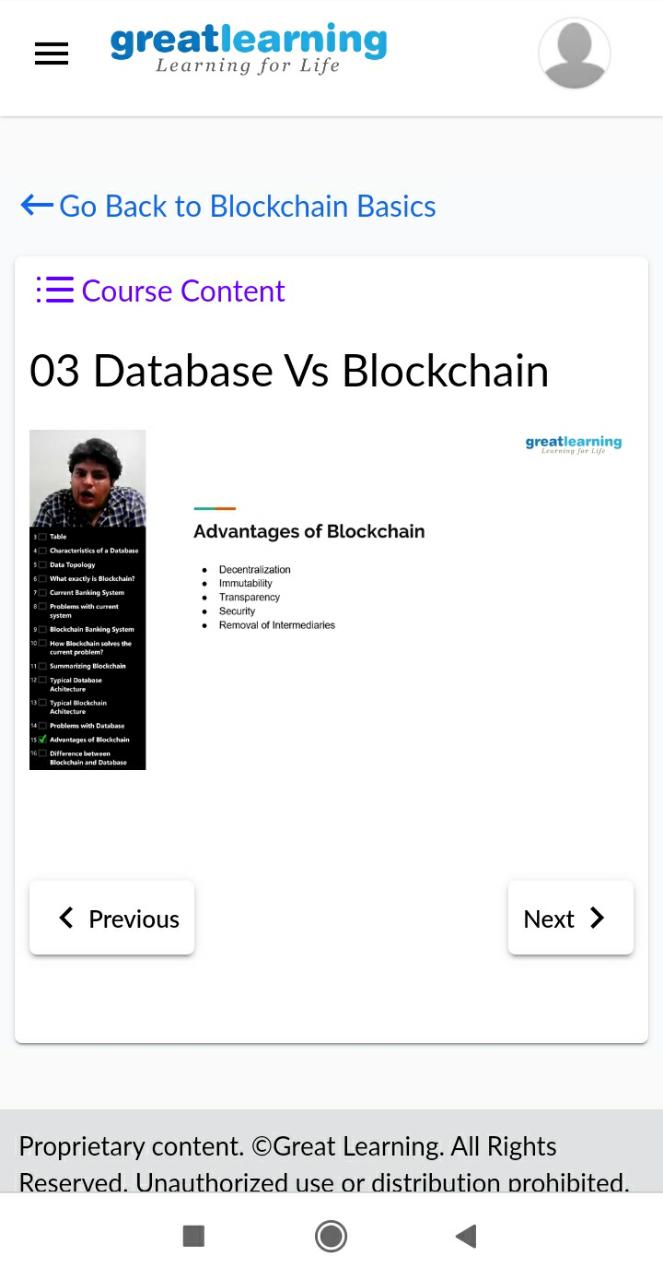 greatlearning
Learning for Life
Go Back to Blockchain Basics
Course Content
03 Database Vs Blockchain
greatlearning
Learning for Life
3 Table
4 Characteristics of a Database
5 Data Topology
6 What exactly is Blockchain?
7 Current Banking System
8 Problems with current
system
9 Blockchain Banking System
10 How Blockchain solves the
current problem?
11 Summarizing Blockchain
12 Typical Database
Achitecture
13 Typical Blockchain
Achitecture
14 Problems with Database
15 Advantages of Blockchain
16 Difference between
Blockchain and Database
Advantages of Blockchain
Decentralization
Immutability
Transparency
Security
Removal of Intermediaries
Previous
Next
Proprietary content. ©Great Learning. All Rights
Reserved. Unauthorized use or distribution prohibited.